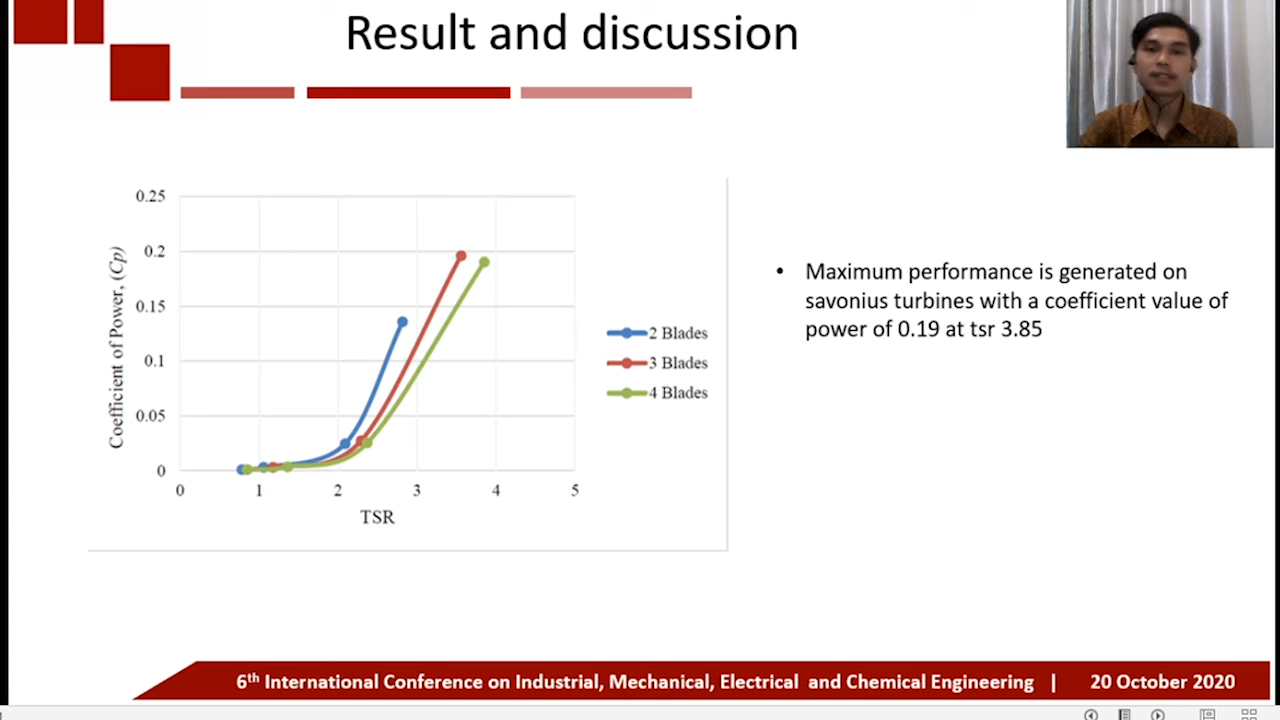 Result and discussion
0.25
0.2
0.15
0.1
0.05
0
Coefficient of Power, (Cp)
0 1 2 3 4 5
TSR
2 Blades
3 Blades
4 Blades
• Maximum performance is generated on
savonius turbines with a coefficient value of
power of 0.19 at tsr 3.85
6th International Conference on Industrial, Mechanical, Electrical and Chemical Engineering | 20 October 2020